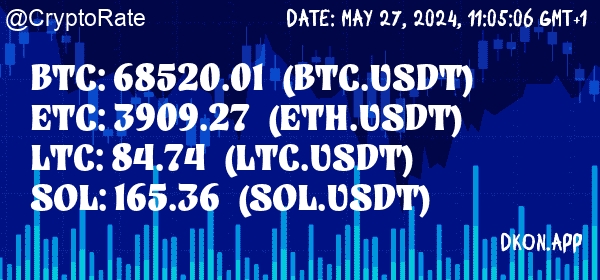 @CryptoRate
DATE: MAY 27, 2024, 11:05:06 GMT+1
BTC: 68520.01 (BTC.USDT)
ETC: 3909.27 (ETH.USDT)
LTC: 84.74 (LTC.USDT)
SOL: 165.36 (SOL.USDT)
DKON.APP